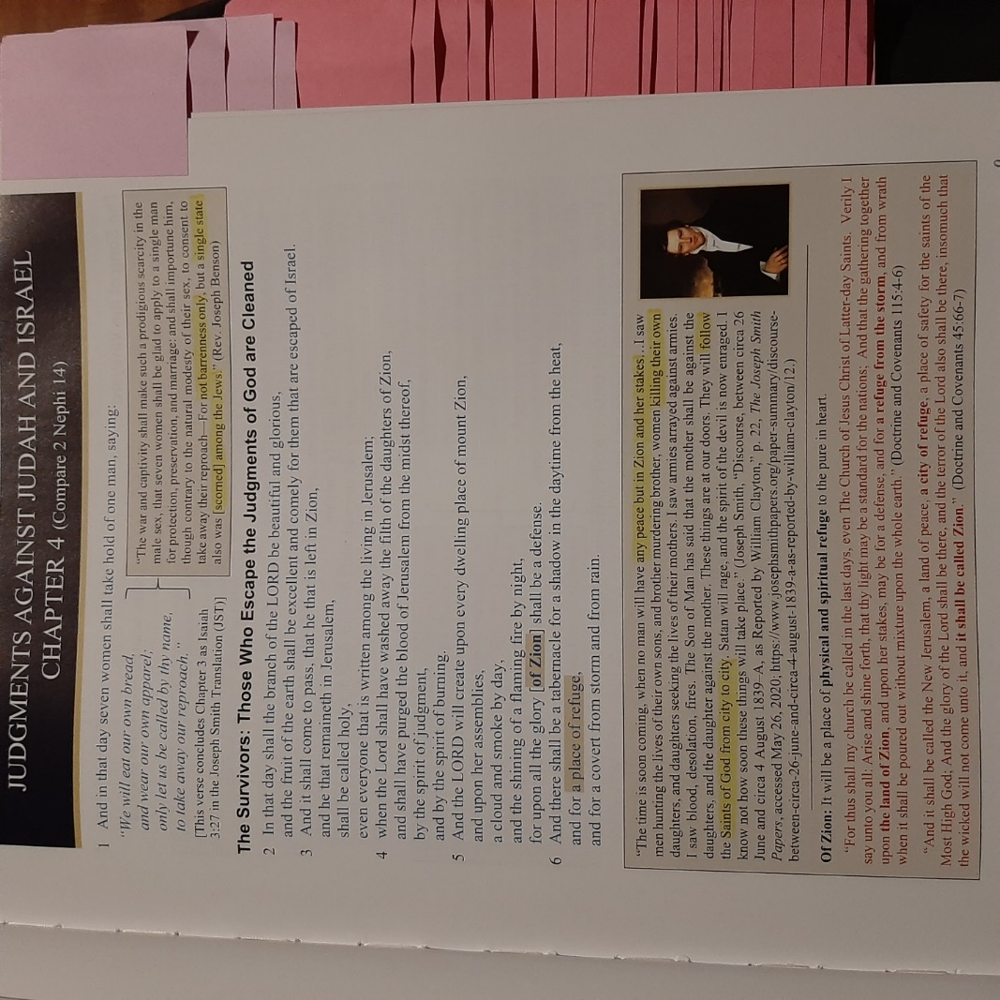 JUDGMENTS AGAINST JUDAH AND ISRAEL
CHAPTER 4 (Compare 2 Nephi 14)
1 And in that day seven women shall take hold of one man, saying:
"We will eat our own bread,
and wear our own apparel;
only let us be called by thy name,
to take away our reproach."
[This verse concludes Chapter 3 as Isaiah
3:27 in the Joseph Smith Translation (JST)]
"The war and captivity shall make such a prodigious scarcity in the
male sex, that seven women shall be glad to apply to a single man
for protection, preservation, and marriage: and shall importune him,
though contrary to the natural modesty of their sex, to consent to
take away their reproach—For not barrenness only, but a single state
also was [scorned] among the Jews." (Rev. Joseph Benson)
The Survivors: Those Who Escape the Judgments of God are Cleaned
2 In that day shall the branch of the LORD be beautiful and glorious,
and the fruit of the earth shall be excellent and comely for them that are escaped of Israel.
3 And it shall come to pass, that he that is left in Zion,
and he that remaineth in Jerusalem,
shall be called holy,
even everyone that is written among the living in Jerusalem;
4 when the Lord shall have washed away the filth of the daughters of Zion,
and shall have purged the blood of Jerusalem from the midst thereof,
by the spirit of judgment,
and by the spirit of burning.
5 And the LORD will create upon every dwelling place of mount Zion,
and upon her assemblies,
a cloud and smoke by day,
and the shining of a flaming fire by night,
for upon all the glory [of Zion] shall be a defense.
6 And there shall be a tabernacle for a shadow in the daytime from the heat,
and for a place of refuge,
and for a covert from storm and from rain.
"The time is soon coming, when no man will have any peace but in Zion and her stakes...I saw
men hunting the lives of their own sons, and brother murdering brother, women killing their own
daughters, and daughters seeking the lives of their mothers. I saw armies arrayed against armies.
I saw blood, desolation, fires. The Son of Man has said that the mother shall be against the
daughters, and the daughter against the mother. These things are at our doors. They will follow
the Saints of God from city to city. Satan will rage, and the spirit of the devil is now enraged. I
know not how soon these things will take place." (Joseph Smith, "Discourse, between circa 26
June and circa 4 August 1839–A, as Reported by William Clayton," p. 22, The Joseph Smith
Papers, accessed May 26, 2020; https://www.josephsmithpapers.org/paper-summary/discourse-
between-circa-26-june-and-circa-4-august-1839-a-as-reported-by-william-clayton/12.)
Of Zion: It will be a place of physical and spiritual refuge to the pure in heart.
"For thus shall my church be called in the last days, even The Church of Jesus Christ of Latter-day Saints. Verily I
say unto you all: Arise and shine forth, that thy light may be a standard for the nations; And that the gathering together
upon the land of Zion, and upon her stakes, may be for a defense, and for a refuge from the storm, and from wrath
when it shall be poured out without mixture upon the whole earth." (Doctrine and Covenants 115:4-6)
"And it shall be called the New Jerusalem, a land of peace, a city of refuge, a place of safety for the saints of the
Most High God; And the glory of the Lord shall be there, and the terror of the Lord also shall be there, insomuch that
the wicked will not come unto it, and it shall be called Zion." (Doctrine and Covenants 45:66-7)